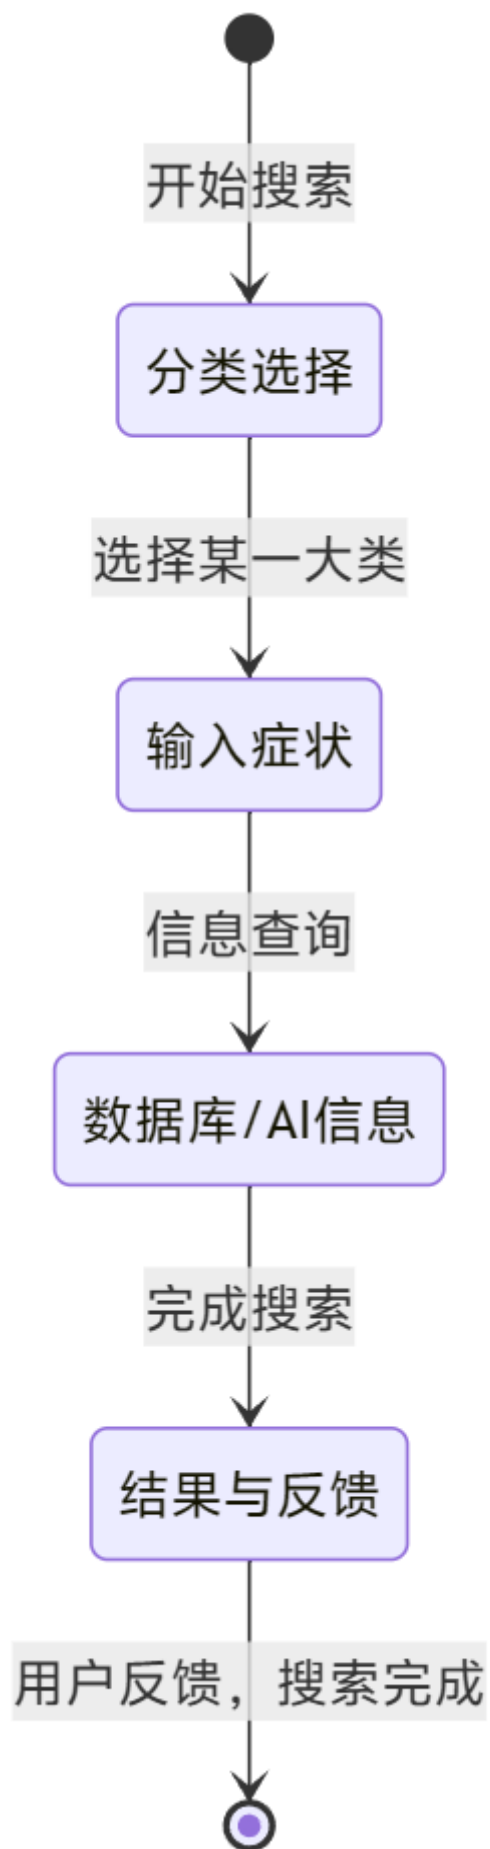 开始搜索
分类选择
选择某一大类
输入症状
信息查询
数据库/AI信息
完成搜索
结果与反馈
用户反馈，搜索完成